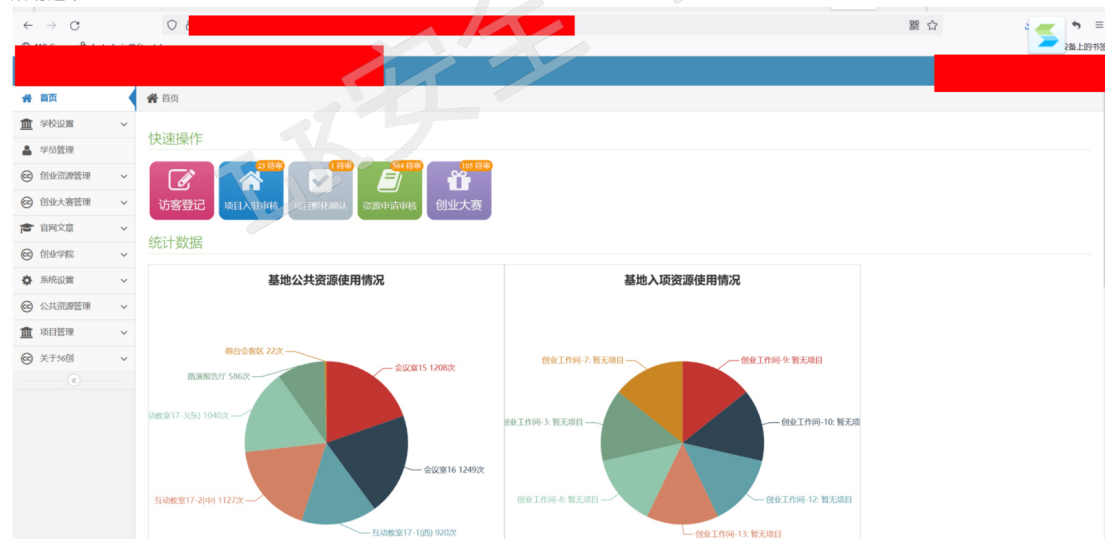 设备上的书签
首页
首页
学校设置
学员管理
创业资源管理
创业大赛管理
官网文章
创业学院
系统设置
公共资源管理
项目管理
关于56创
快速操作
23 待审
1 待审
564 待审
105 待审
访客登记
项目入驻审核
项目孵化确认
资源申请审核
创业大赛
统计数据
基地公共资源使用情况
前台会客区 22次
会议室15 1208次
路演报告厅 586次
动教室17-3(东) 1040次
会议室16 1249次
互动教室17-2(中) 1127次
互动教室17-1(西) 920次
基地入项资源使用情况
创业工作间-7: 暂无项目
创业工作间-9: 暂无项目
创业工作间-3: 暂无项目
创业工作间-10: 暂无项
创业工作间-8: 暂无项目
创业工作间-12: 暂无项目
创业工作间-13: 暂无项目
LK安全